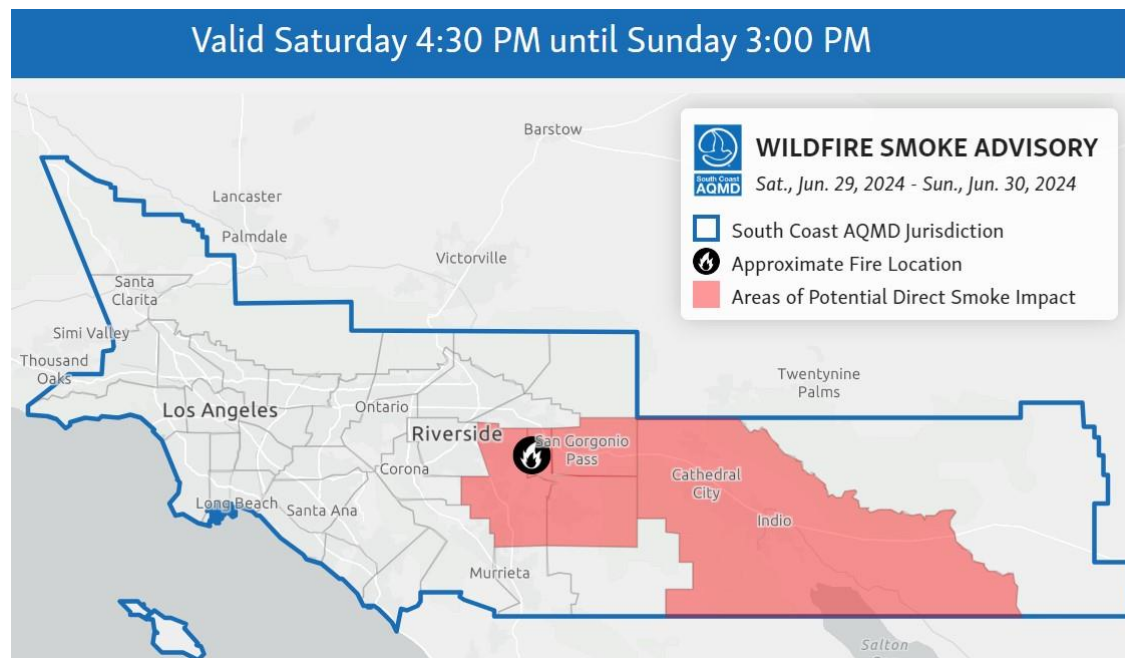 Valid Saturday 4:30 PM until Sunday 3:00 PM
South Coast
AQMD
WILDFIRE SMOKE ADVISORY
Sat., Jun. 29, 2024 - Sun., Jun. 30, 2024
South Coast AQMD Jurisdiction
Approximate Fire Location
Areas of Potential Direct Smoke Impact
Barstow
Lancaster
Palmdale
Victorville
Santa
Clarita
Simi Valley
Thousand
Oaks
Twentynine
Palms
Los Angeles
Ontario
Riverside
San Gorgonio
Pass
Corona
Cathedral
City
Long Beach
Santa Ana
Indio
Murrieta
Salton